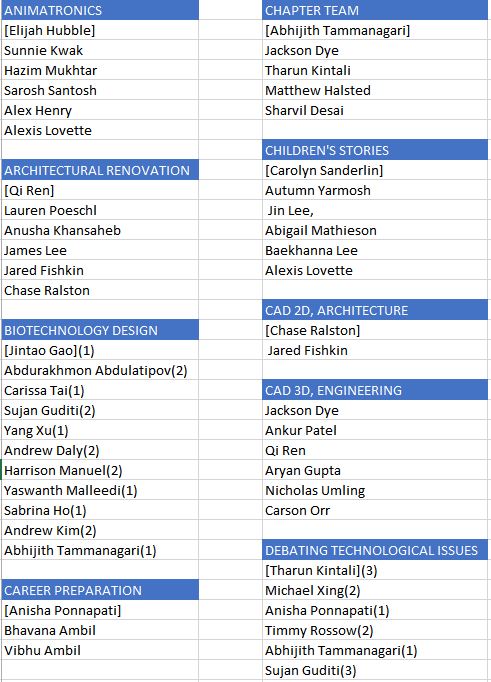 ANIMATRONICS
[Elijah Hubble]
Sunnie Kwak
Hazim Mukhtar
Sarosh Santosh
Alex Henry
Alexis Lovette
ARCHITECTURAL RENOVATION
[Qi Ren]
Lauren Poeschl
Anusha Khansaheb
James Lee
Jared Fishkin
Chase Ralston
BIOTECHNOLOGY DESIGN
[Jintao Gao](1)
Abdurakhmon Abdulatipov(2)
Carissa Tai(1)
Sujan Guditi(2)
Yang Xu(1)
Andrew Daly(2)
Harrison Manuel(2)
Yaswanth Malleedi(1)
Sabrina Ho(1)
Andrew Kim(2)
Abhijith Tammanagari(1)
CAREER PREPARATION
[Anisha Ponnapati]
Bhavana Ambil
Vibhu Ambil
CHAPTER TEAM
[Abhijith Tammanagari]
Jackson Dye
Tharun Kintali
Matthew Halsted
Sharvil Desai
CHILDREN'S STORIES
[Carolyn Sanderlin]
Autumn Yarmosh
Jin Lee,
Abigail Mathieson
Baekhanna Lee
Alexis Lovette
CAD 2D, ARCHITECTURE
[Chase Ralston]
Jared Fishkin
CAD 3D, ENGINEERING
Jackson Dye
Ankur Patel
Qi Ren
Aryan Gupta
Nicholas Umling
Carson Orr
DEBATING TECHNOLOGICAL ISSUES
[Tharun Kintali](3)
Michael Xing(2)
Anisha Ponnapati(1)
Timmy Rossow(2)
Abhijith Tammanagari(1)
Sujan Guditi(3)